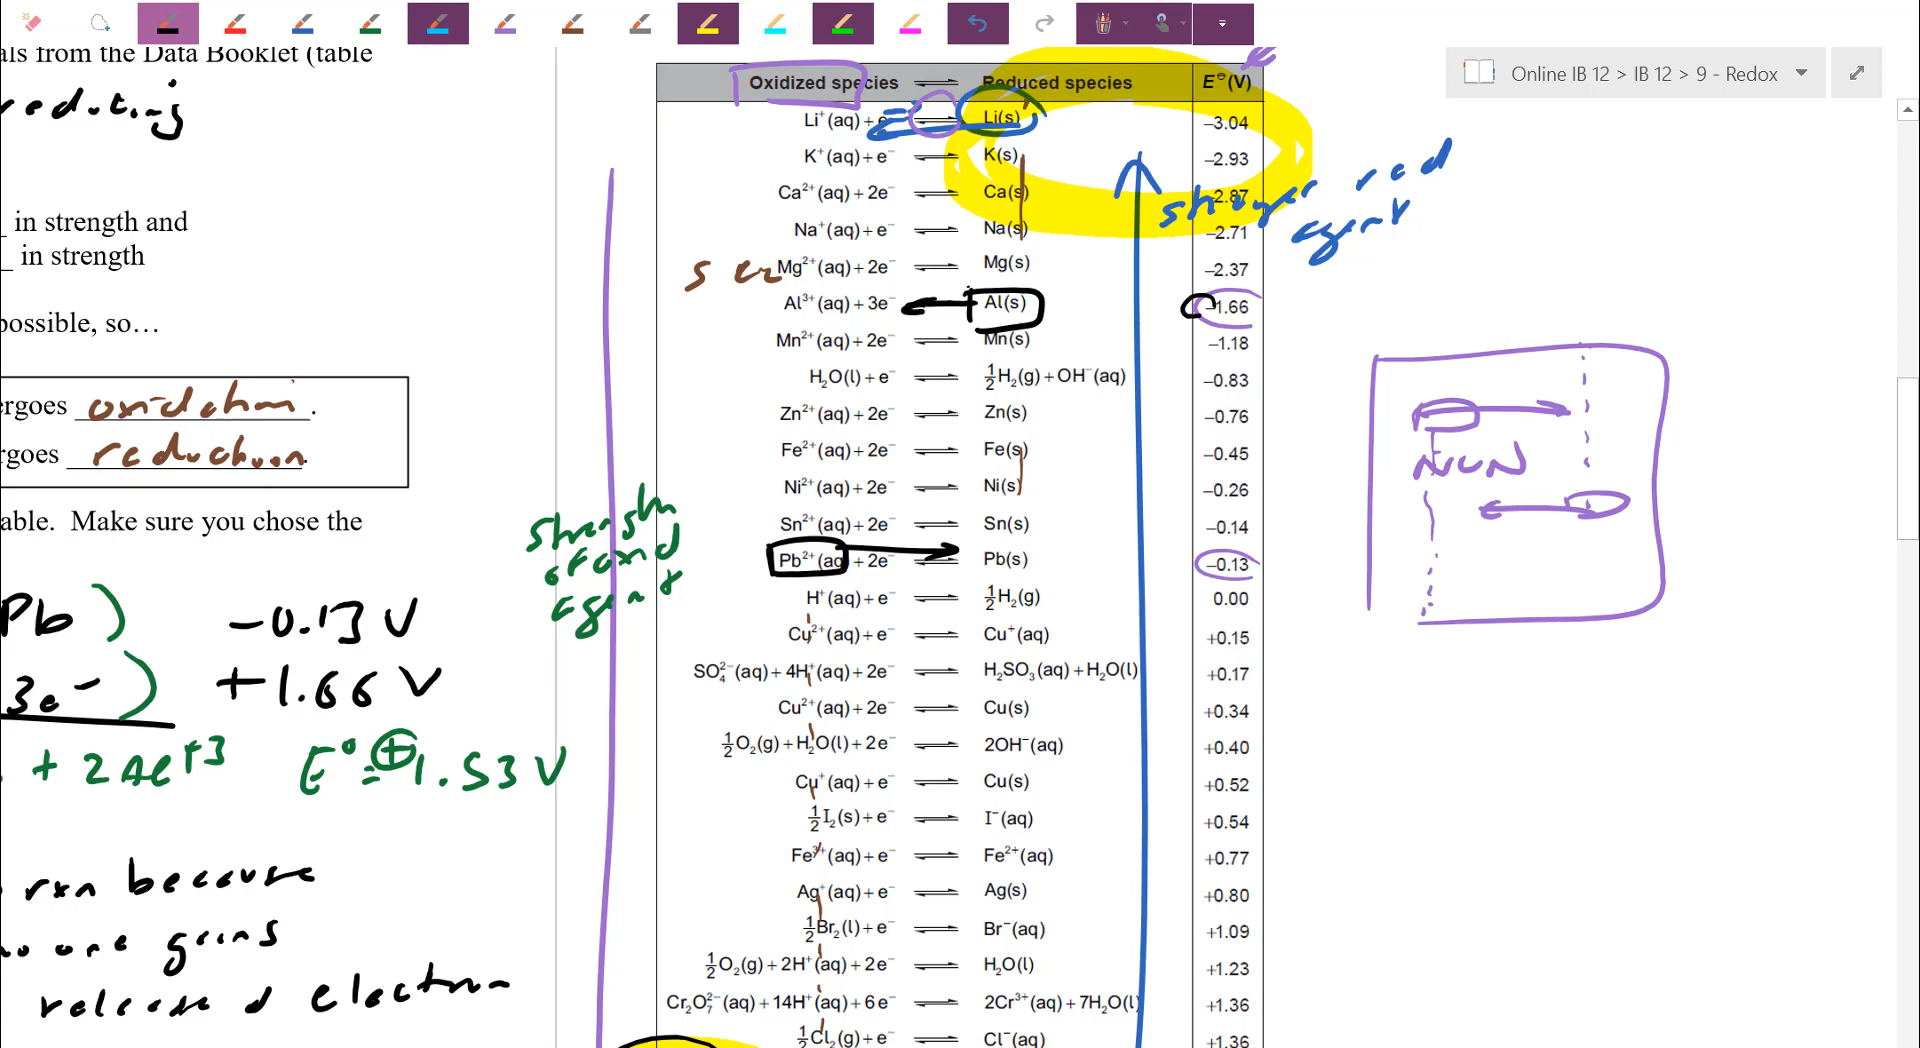 als from the Data Booklet (table
reducing
in strength and
in strength
possible, so…
ergoes oxidation.
rgoes reduction.
able. Make sure you chose the
Pb ) -0.13 V
3e- ) +1.66 V
+ 2Al+3 E°=+1.53 V
rxn because
no one gains
released electron
strength
of oxid
agent
s
Oxidized species ⇌ Reduced species E⊖(V)
Li⁺(aq) + e⁻ ⇌ Li(s) –3.04
K⁺(aq) + e⁻ ⇌ K(s) –2.93
Ca²⁺(aq) + 2e⁻ ⇌ Ca(s) –2.87
Na⁺(aq) + e⁻ ⇌ Na(s) –2.71
Mg²⁺(aq) + 2e⁻ ⇌ Mg(s) –2.37
Al³⁺(aq) + 3e⁻ ⇌ Al(s) –1.66
Mn²⁺(aq) + 2e⁻ ⇌ Mn(s) –1.18
H₂O(l) + e⁻ ⇌ ½H₂(g) + OH⁻(aq) –0.83
Zn²⁺(aq) + 2e⁻ ⇌ Zn(s) –0.76
Fe²⁺(aq) + 2e⁻ ⇌ Fe(s) –0.45
Ni²⁺(aq) + 2e⁻ ⇌ Ni(s) –0.26
Sn²⁺(aq) + 2e⁻ ⇌ Sn(s) –0.14
Pb²⁺(aq) + 2e⁻ ⇌ Pb(s) –0.13
H⁺(aq) + e⁻ ⇌ ½H₂(g) 0.00
Cu²⁺(aq) + e⁻ ⇌ Cu⁺(aq) +0.15
SO₄²⁻(aq) + 4H⁺(aq) + 2e⁻ ⇌ H₂SO₃(aq) + H₂O(l) +0.17
Cu²⁺(aq) + 2e⁻ ⇌ Cu(s) +0.34
½O₂(g) + H₂O(l) + 2e⁻ ⇌ 2OH⁻(aq) +0.40
Cu⁺(aq) + e⁻ ⇌ Cu(s) +0.52
½I₂(s) + e⁻ ⇌ I⁻(aq) +0.54
Fe³⁺(aq) + e⁻ ⇌ Fe²⁺(aq) +0.77
Ag⁺(aq) + e⁻ ⇌ Ag(s) +0.80
½Br₂(l) + e⁻ ⇌ Br⁻(aq) +1.09
½O₂(g) + 2H⁺(aq) + 2e⁻ ⇌ H₂O(l) +1.23
Cr₂O₇²⁻(aq) + 14H⁺(aq) + 6e⁻ ⇌ 2Cr³⁺(aq) + 7H₂O(l) +1.36
½Cl₂(g) + e⁻ ⇌ Cl⁻(aq) +1.36
stronger red
agent
Online IB 12 > IB 12 > 9 - Redox